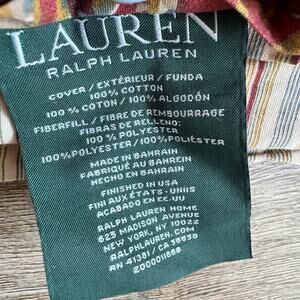 LAUREN
RALPH LAUREN
COVER / EXTÉRIEUR / FUNDA
100% COTTON
100 % COTON / 100% ALGODÓN
FIBERFILL / FIBRE DE REMBOURRAGE
FIBRAS DE RELLENO:
100 % POLYESTER
100%POLYESTER / 100%POLIÉSTER
MADE IN BAHRAIN
FABRIQUÉ AU BAHREIN
HECHO EN BAHRAIN
FINISHED IN USA
FINI AUX ÉTATS - UNIS
ACABADO EN EE.UU
RALPH LAUREN HOME
625 MADISON AVENUE
NEW YORK, NY 10022
RALPHLAUREN.COM
RN 41381 / CA